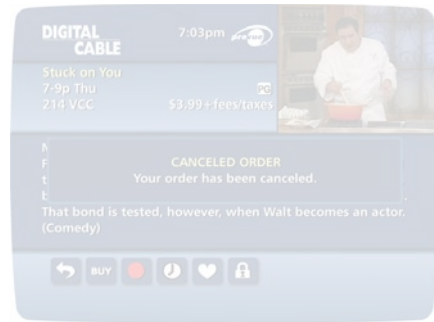 DIGITAL
CABLE
7:03pm
Stuck on You
7-9p Thu
PG
214 VCC
$3.99+fees/taxes
CANCELED ORDER
Your order has been canceled.
That bond is tested, however, when Walt becomes an actor.
(Comedy)
BUY